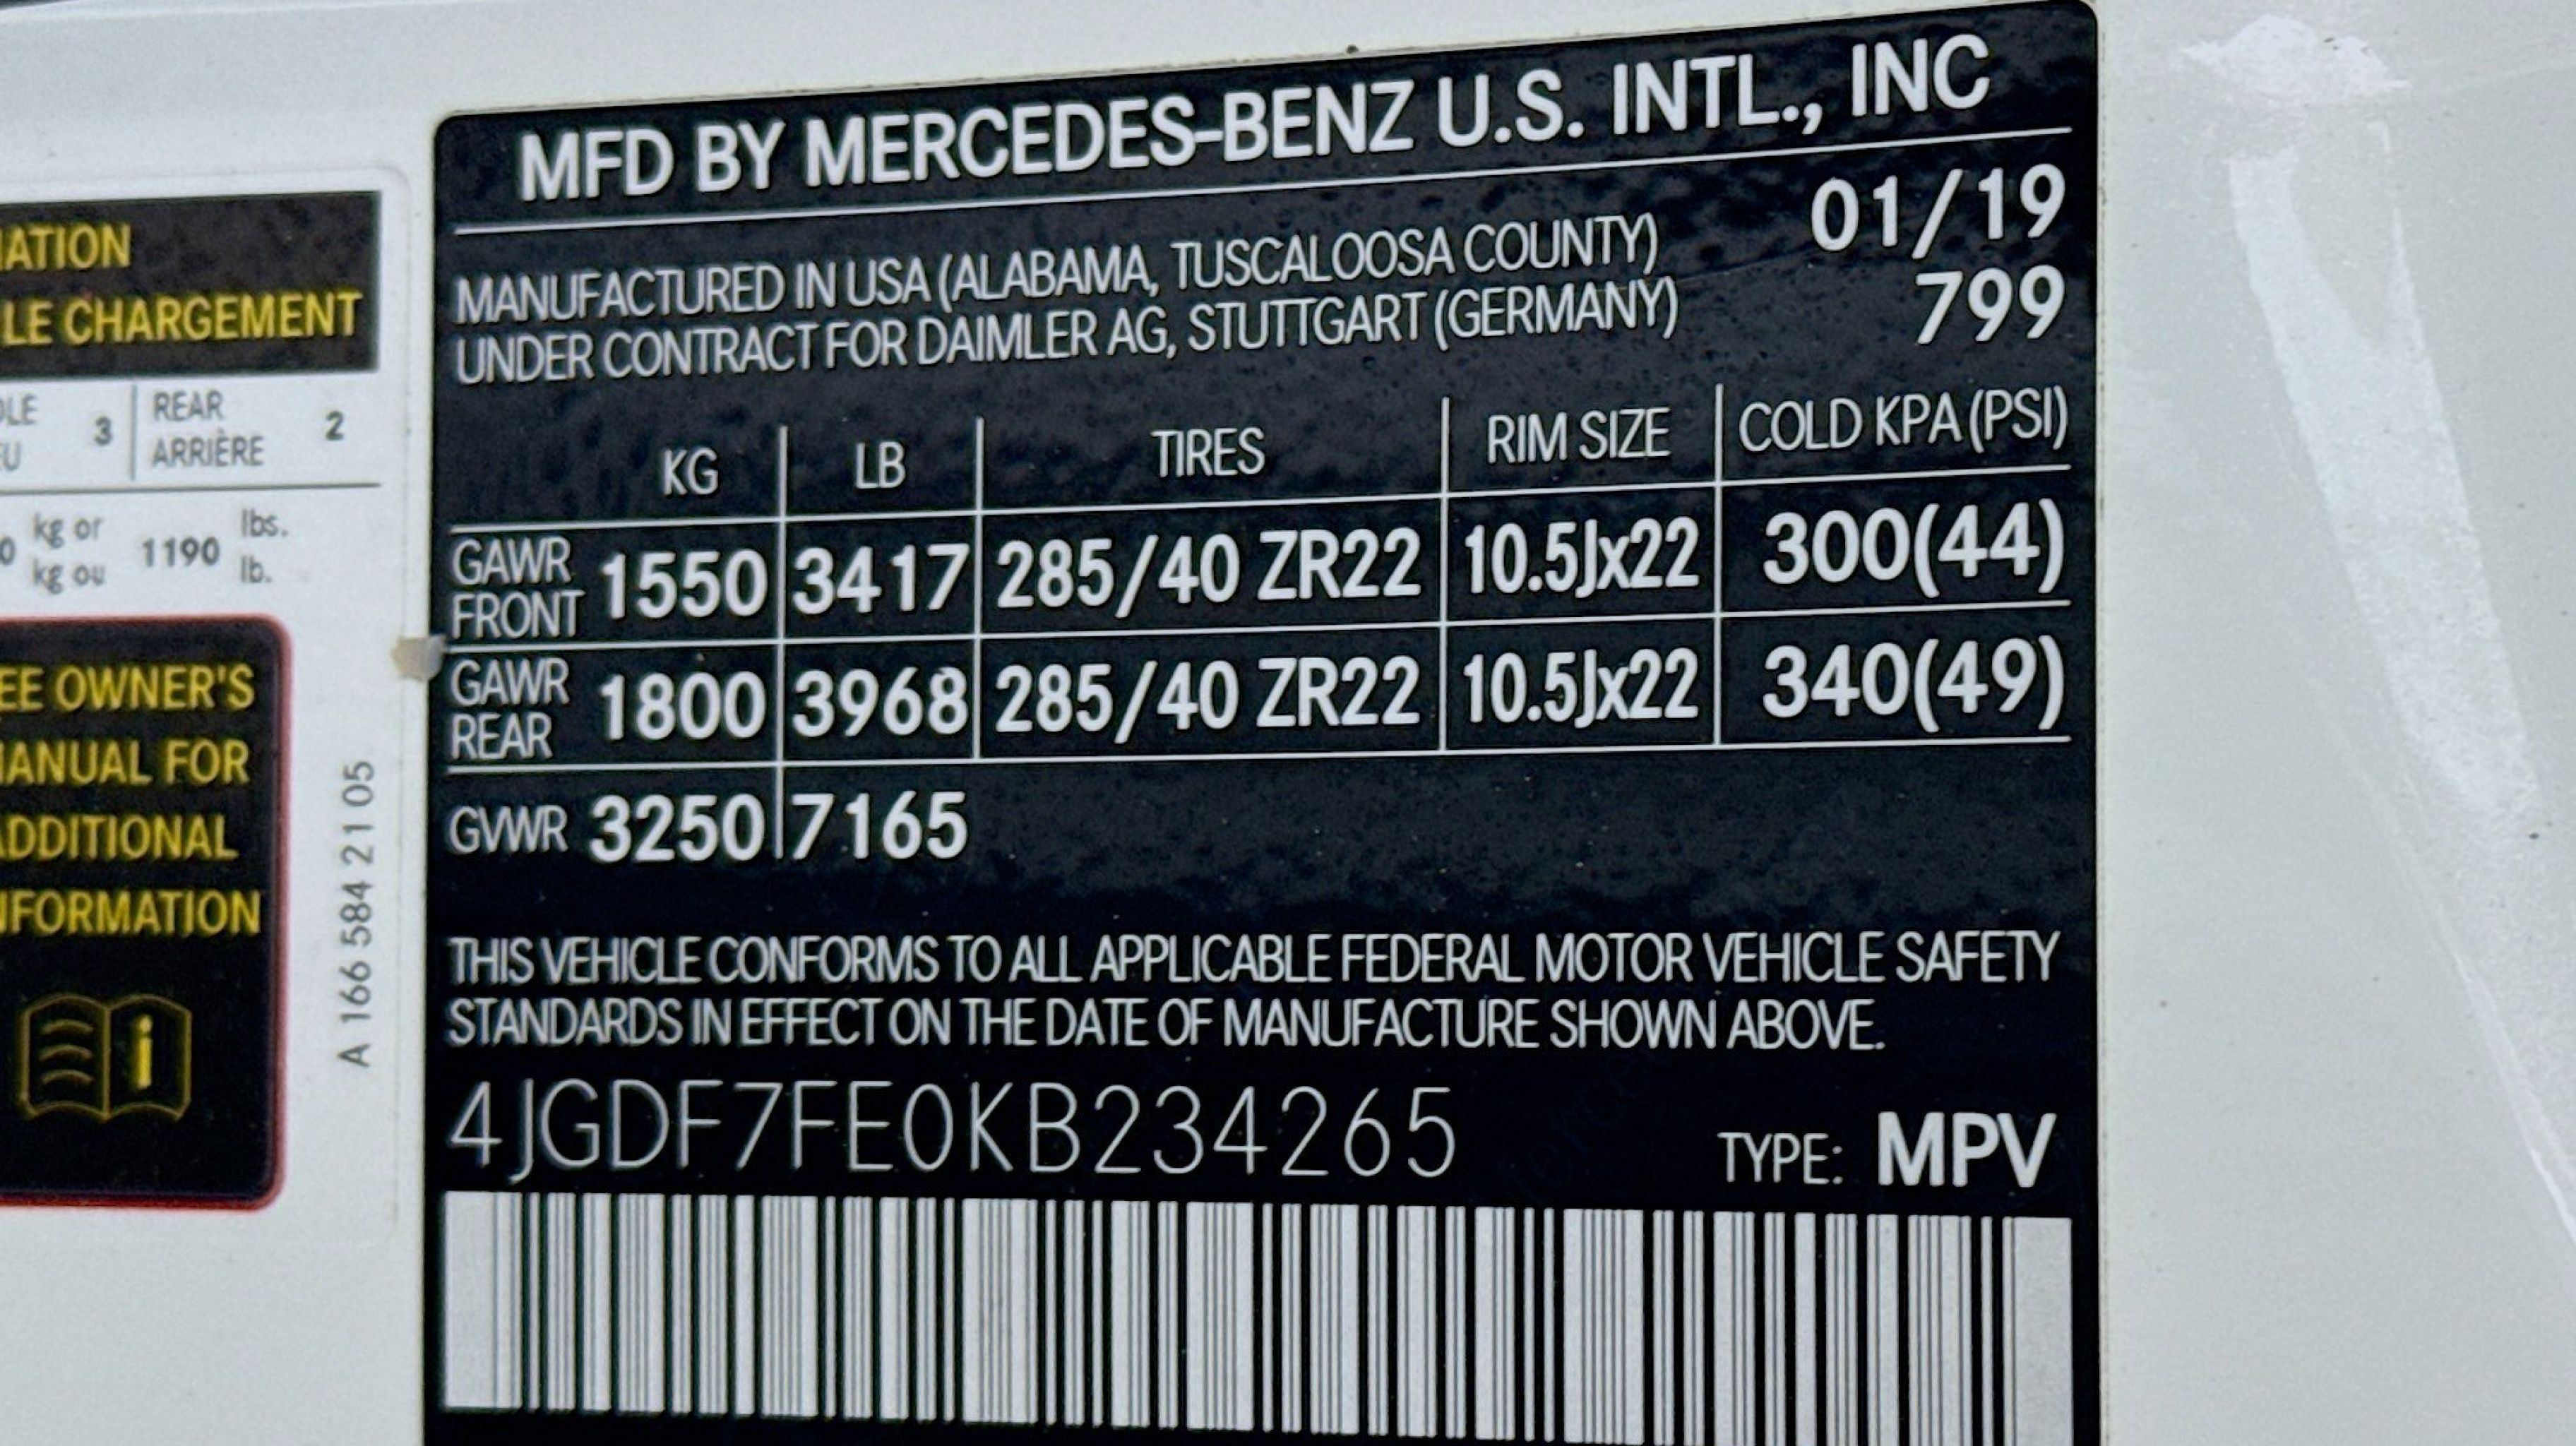 MFD BY MERCEDES-BENZ U.S. INTL., INC
01/19
MANUFACTURED IN USA (ALABAMA, TUSCALOOSA COUNTY)
UNDER CONTRACT FOR DAIMLER AG, STUTTGART (GERMANY)
799
KG LB TIRES RIM SIZE COLD KPA (PSI)
GAWR FRONT 1550 3417 285/40 ZR22 10.5Jx22 300(44)
GAWR REAR 1800 3968 285/40 ZR22 10.5Jx22 340(49)
GVWR 3250 7165
THIS VEHICLE CONFORMS TO ALL APPLICABLE FEDERAL MOTOR VEHICLE SAFETY
STANDARDS IN EFFECT ON THE DATE OF MANUFACTURE SHOWN ABOVE.
4JGDF7FE0KB234265
TYPE: MPV
LE CHARGEMENT
3 REAR 2
ARRIÈRE
kg or 1190 lbs.
kg ou lb.
OWNER'S
FOR
A 166 584 21 05